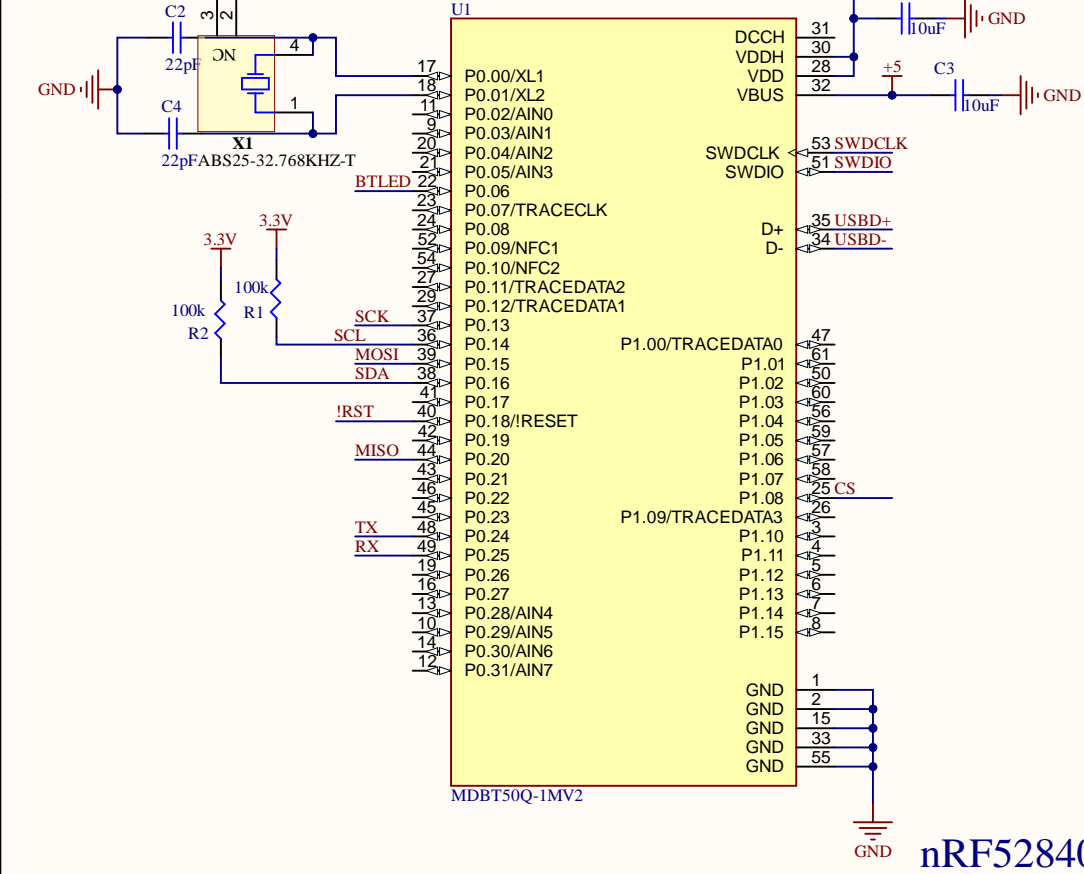 C2
3
2
22pF
NC
4
1
GND
C4
22pF
X1
ABS25-32.768KHZ-T
U1
10uF
GND
DCCH 31
VDDH 30
VDD 28
VBUS 32
+5
C3
10uF
GND
17 P0.00/XL1
18 P0.01/XL2
11 P0.02/AIN0
9 P0.03/AIN1
20 P0.04/AIN2
21 P0.05/AIN3
BTLED 22 P0.06
23 P0.07/TRACECLK
24 P0.08
52 P0.09/NFC1
54 P0.10/NFC2
27 P0.11/TRACEDATA2
29 P0.12/TRACEDATA1
SCK 37 P0.13
SCL 36 P0.14
MOSI 39 P0.15
SDA 38 P0.16
41 P0.17
!RST 40 P0.18/!RESET
42 P0.19
MISO 44 P0.20
43 P0.21
46 P0.22
45 P0.23
TX 48 P0.24
RX 49 P0.25
19 P0.26
16 P0.27
13 P0.28/AIN4
10 P0.29/AIN5
14 P0.30/AIN6
12 P0.31/AIN7
3.3V
3.3V
100k
R1
100k
R2
SWDCLK 53 SWDCLK
SWDIO 51 SWDIO
D+ 35 USBD+
D- 34 USBD-
P1.00/TRACEDATA0 47
P1.01 61
P1.02 50
P1.03 60
P1.04 56
P1.05 59
P1.06 57
P1.07 58
P1.08 25 CS
P1.09/TRACEDATA3 26
P1.10 3
P1.11 4
P1.12 5
P1.13 6
P1.14 7
P1.15 8
GND 1
GND 2
GND 15
GND 33
GND 55
MDBT50Q-1MV2
GND
nRF52840